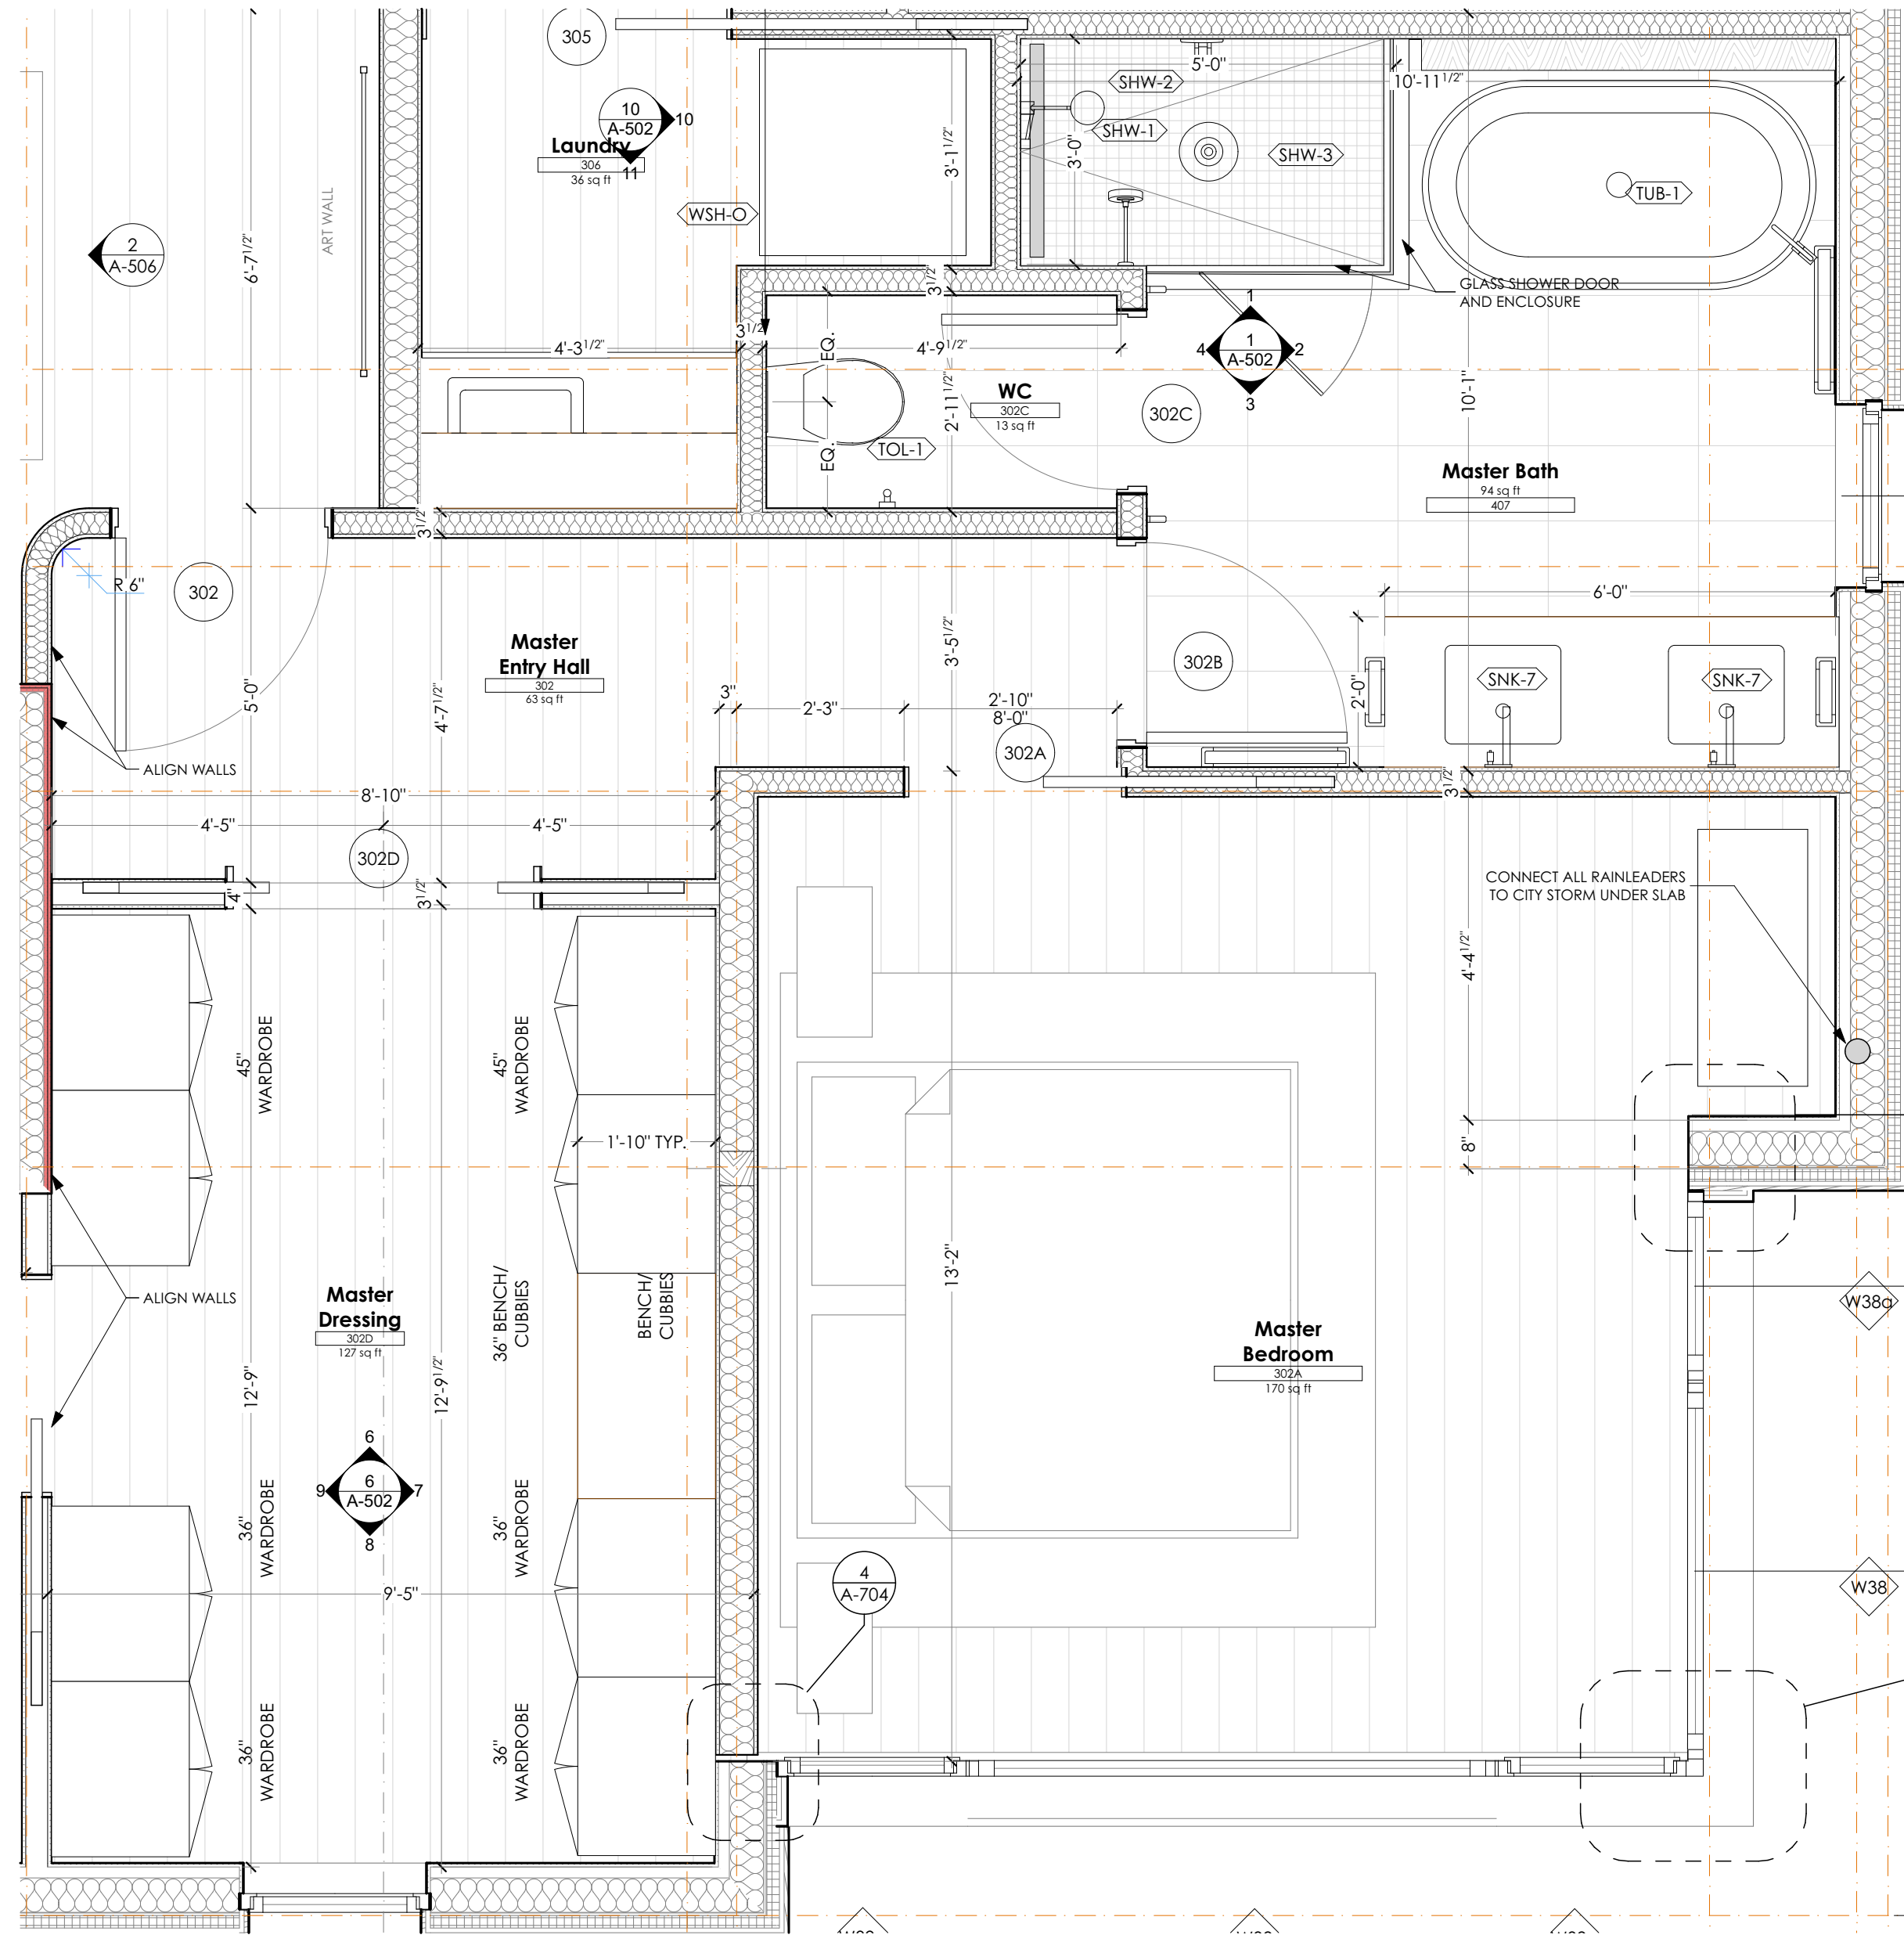 305
10
A-502
10
11
Laundry
306
36 sq ft
WSH-O
3'-1 1/2"
5'-0"
10'-11 1/2"
SHW-2
SHW-1
SHW-3
3'-0"
TUB-1
GLASS SHOWER DOOR
AND ENCLOSURE
ART WALL
2
A-506
6'-7 1/2"
3 1/2"
3 1/2"
4'-3 1/2"
4'-9 1/2"
EQ.
EQ.
2'-11 1/2"
WC
302C
13 sq ft
TOL-1
302C
1
1
A-502
4
2
3
10'-1"
Master Bath
94 sq ft
407
3 1/2"
302
R 6"
Master
Entry Hall
302
63 sq ft
5'-0"
4'-7 1/2"
3'-5 1/2"
3"
2'-3"
2'-10"
8'-0"
302A
302B
6'-0"
2'-0"
SNK-7
SNK-7
ALIGN WALLS
8'-10"
4'-5"
4'-5"
302D
4"
3 1/2"
3 1/2"
CONNECT ALL RAINLEADERS
TO CITY STORM UNDER SLAB
4'-4 1/2"
8"
45"
WARDROBE
45"
WARDROBE
1'-10" TYP.
ALIGN WALLS
Master
Dressing
302D
127 sq ft
36" BENCH/
CUBBIES
BENCH/
CUBBIES
13'-2"
12'-9"
12'-9 1/2"
Master
Bedroom
302A
170 sq ft
W38a
6
6
A-502
9
7
8
36"
WARDROBE
36"
WARDROBE
9'-5"
4
A-704
W38
36"
WARDROBE
36"
WARDROBE